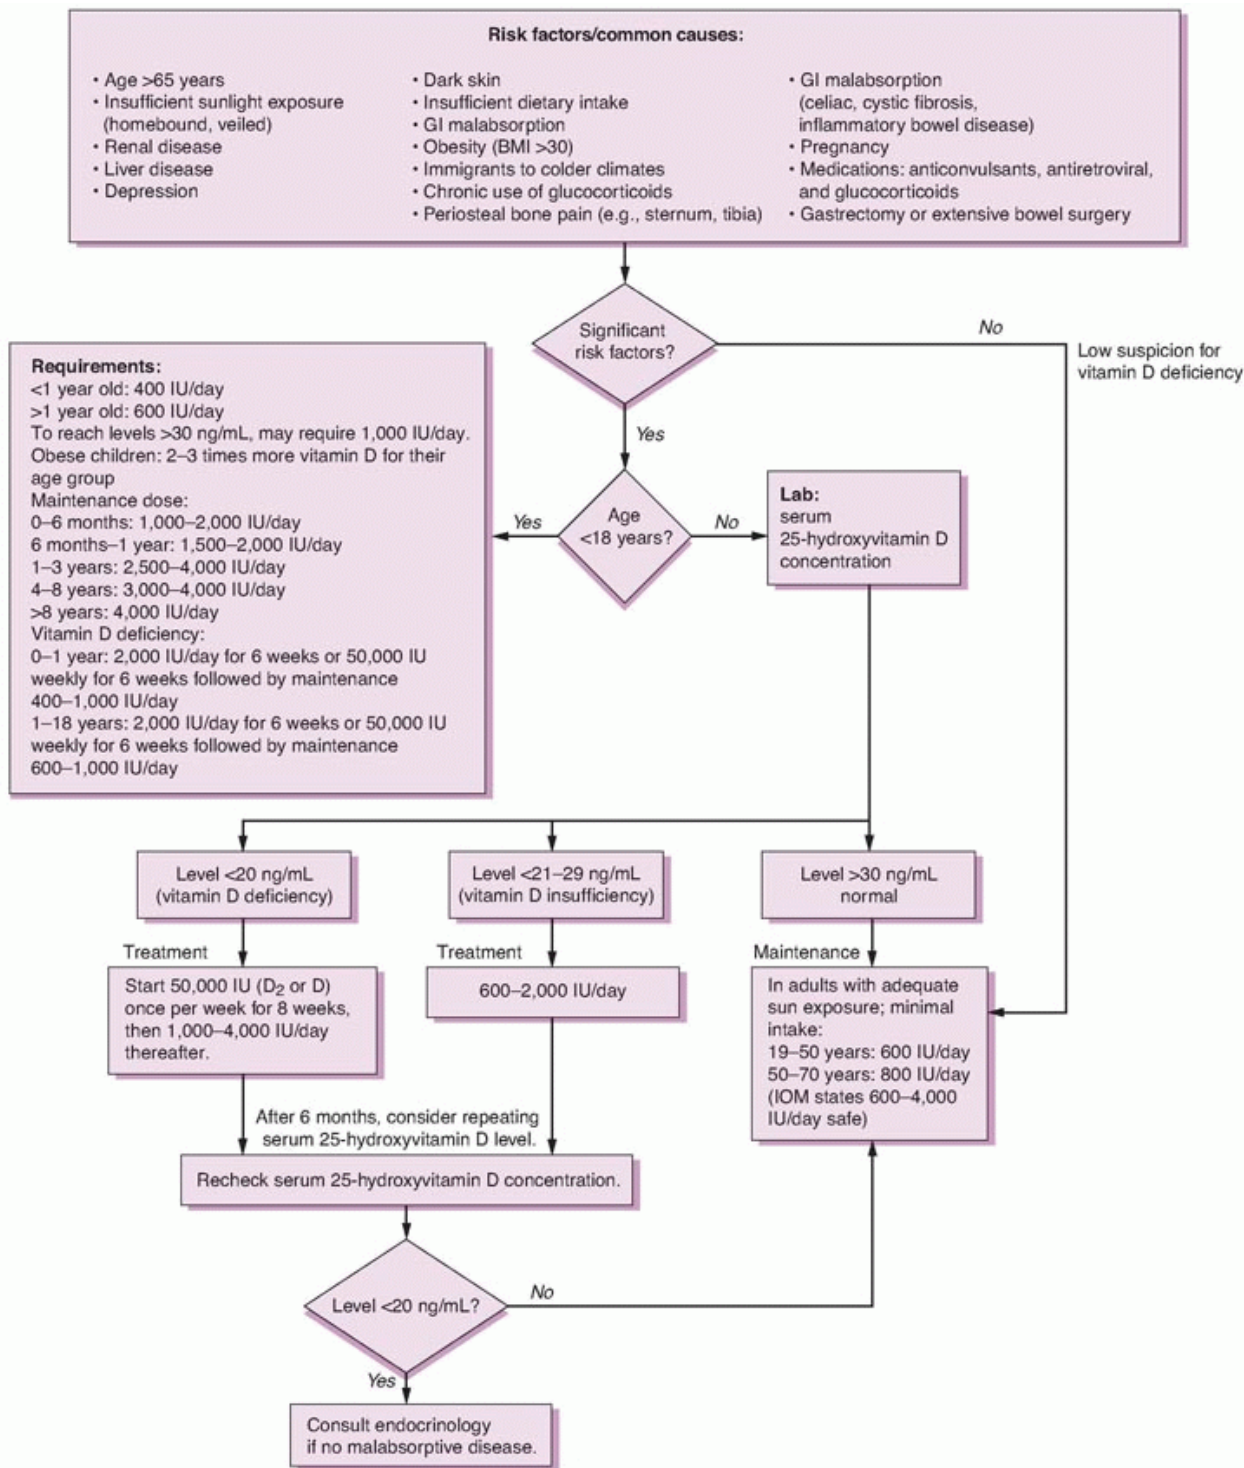 Risk factors/common causes:
• Age >65 years
• Insufficient sunlight exposure
(homebound, veiled)
• Renal disease
• Liver disease
• Depression
• Dark skin
• Insufficient dietary intake
• GI malabsorption
• Obesity (BMI >30)
• Immigrants to colder climates
• Chronic use of glucocorticoids
• Periosteal bone pain (e.g., sternum, tibia)
• GI malabsorption
(celiac, cystic fibrosis,
inflammatory bowel disease)
• Pregnancy
• Medications: anticonvulsants, antiretroviral,
and glucocorticoids
• Gastrectomy or extensive bowel surgery
Significant
risk factors?
No
Low suspicion for
vitamin D deficiency
Yes
Age
<18 years?
Yes
No
Requirements:
<1 year old: 400 IU/day
>1 year old: 600 IU/day
To reach levels >30 ng/mL, may require 1,000 IU/day.
Obese children: 2–3 times more vitamin D for their
age group
Maintenance dose:
0–6 months: 1,000–2,000 IU/day
6 months–1 year: 1,500–2,000 IU/day
1–3 years: 2,500–4,000 IU/day
4–8 years: 3,000–4,000 IU/day
>8 years: 4,000 IU/day
Vitamin D deficiency:
0–1 year: 2,000 IU/day for 6 weeks or 50,000 IU
weekly for 6 weeks followed by maintenance
400–1,000 IU/day
1–18 years: 2,000 IU/day for 6 weeks or 50,000 IU
weekly for 6 weeks followed by maintenance
600–1,000 IU/day
Lab:
serum
25-hydroxyvitamin D
concentration
Level <20 ng/mL
(vitamin D deficiency)
Level <21–29 ng/mL
(vitamin D insufficiency)
Level >30 ng/mL
normal
Treatment
Start 50,000 IU (D₂ or D)
once per week for 8 weeks,
then 1,000–4,000 IU/day
thereafter.
Treatment
600–2,000 IU/day
Maintenance
In adults with adequate
sun exposure; minimal
intake:
19–50 years: 600 IU/day
50–70 years: 800 IU/day
(IOM states 600–4,000
IU/day safe)
After 6 months, consider repeating
serum 25-hydroxyvitamin D level.
Recheck serum 25-hydroxyvitamin D concentration.
Level <20 ng/mL?
No
Yes
Consult endocrinology
if no malabsorptive disease.